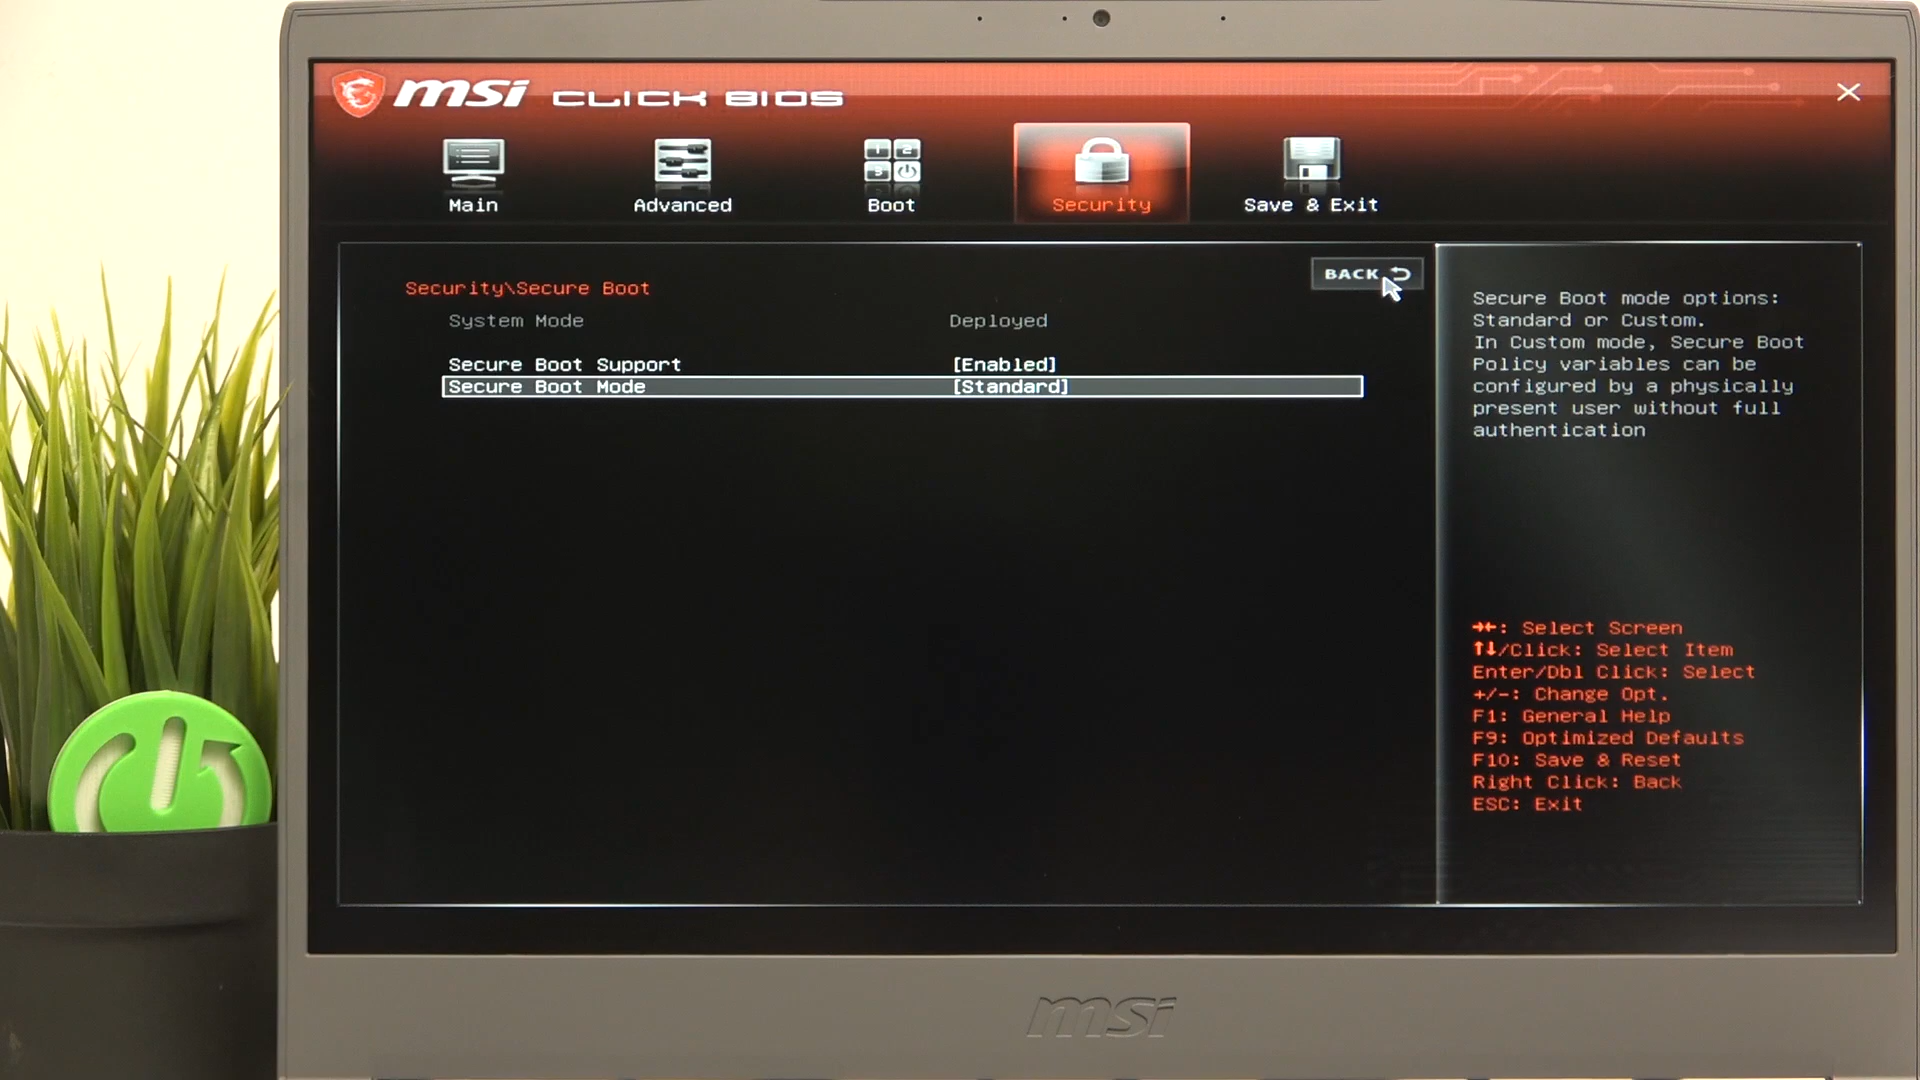 msi CLICK BIOS
Main
Advanced
Boot
Security
Save & Exit
BACK
Security\Secure Boot
System Mode Deployed
Secure Boot Support [Enabled]
Secure Boot Mode [Standard]
Secure Boot mode options:
Standard or Custom.
In Custom mode, Secure Boot
Policy variables can be
configured by a physically
present user without full
authentication
→←: Select Screen
↑↓/Click: Select Item
Enter/Dbl Click: Select
+/-: Change Opt.
F1: General Help
F9: Optimized Defaults
F10: Save & Reset
Right Click: Back
ESC: Exit
msi